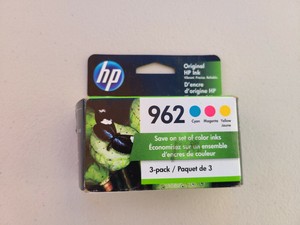 hp
Original
HP Ink
Encre
d'origine HP
962
Cyan
Magenta
Yellow
Jaune
Save on set of color inks
Économisez sur un ensemble
d'encres de couleur
3-pack / Paquet de 3